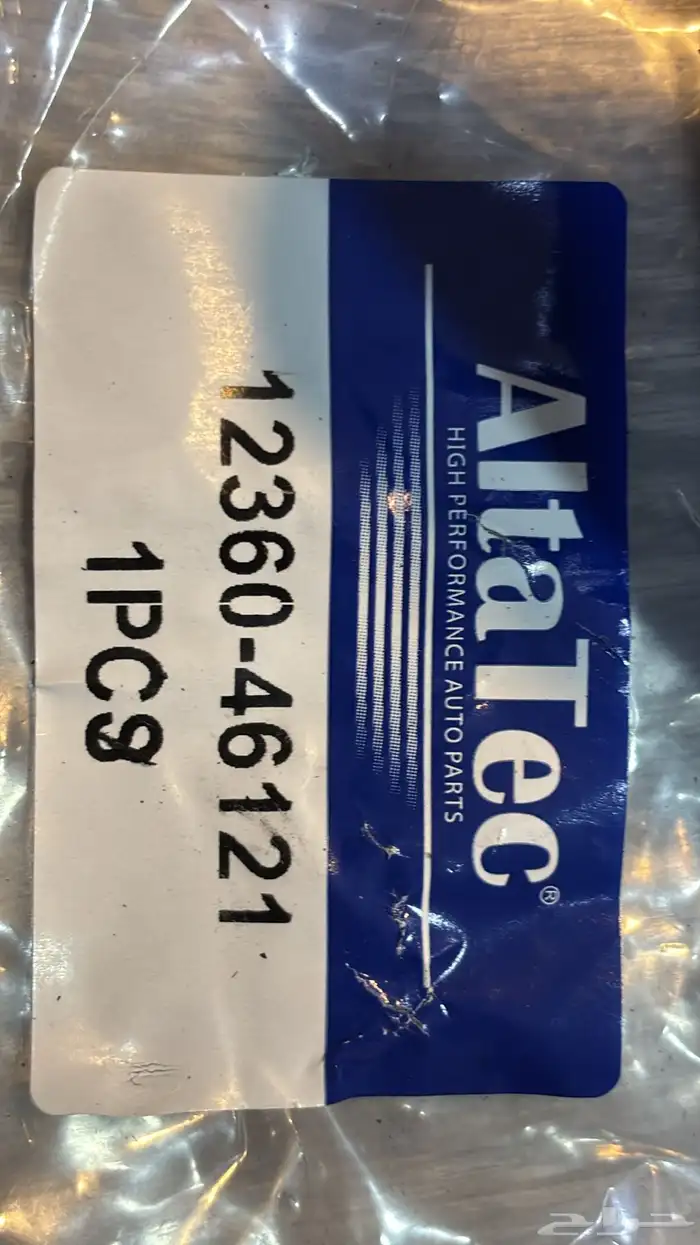 AltaTec®
HIGH PERFORMANCE AUTO PARTS
12360-46121
1PCS
حراج